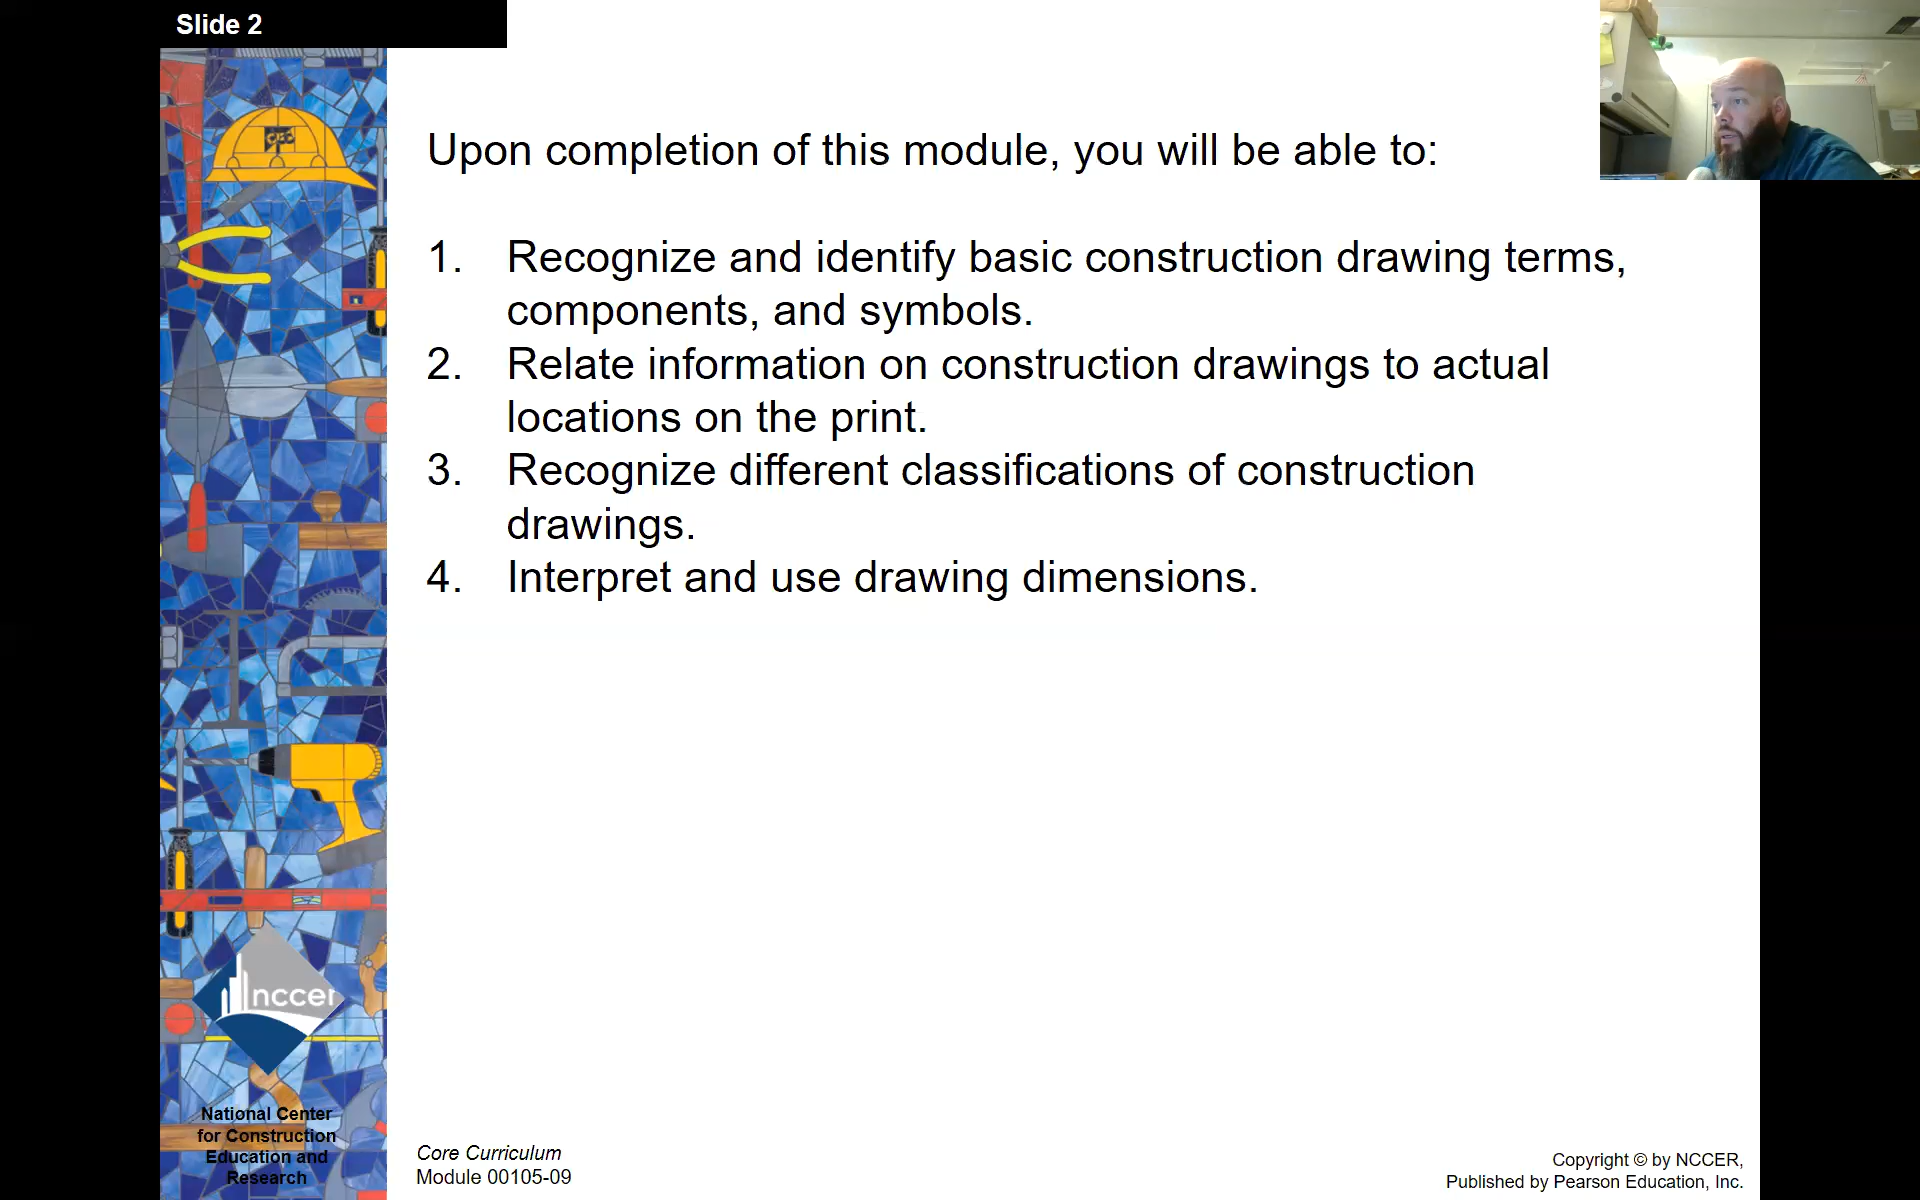 Slide 2
Upon completion of this module, you will be able to:
1. Recognize and identify basic construction drawing terms,
components, and symbols.
2. Relate information on construction drawings to actual
locations on the print.
3. Recognize different classifications of construction
drawings.
4. Interpret and use drawing dimensions.
nccer
National Center
for Construction
Education and
Research
Core Curriculum
Module 00105-09
Copyright © by NCCER,
Published by Pearson Education, Inc.